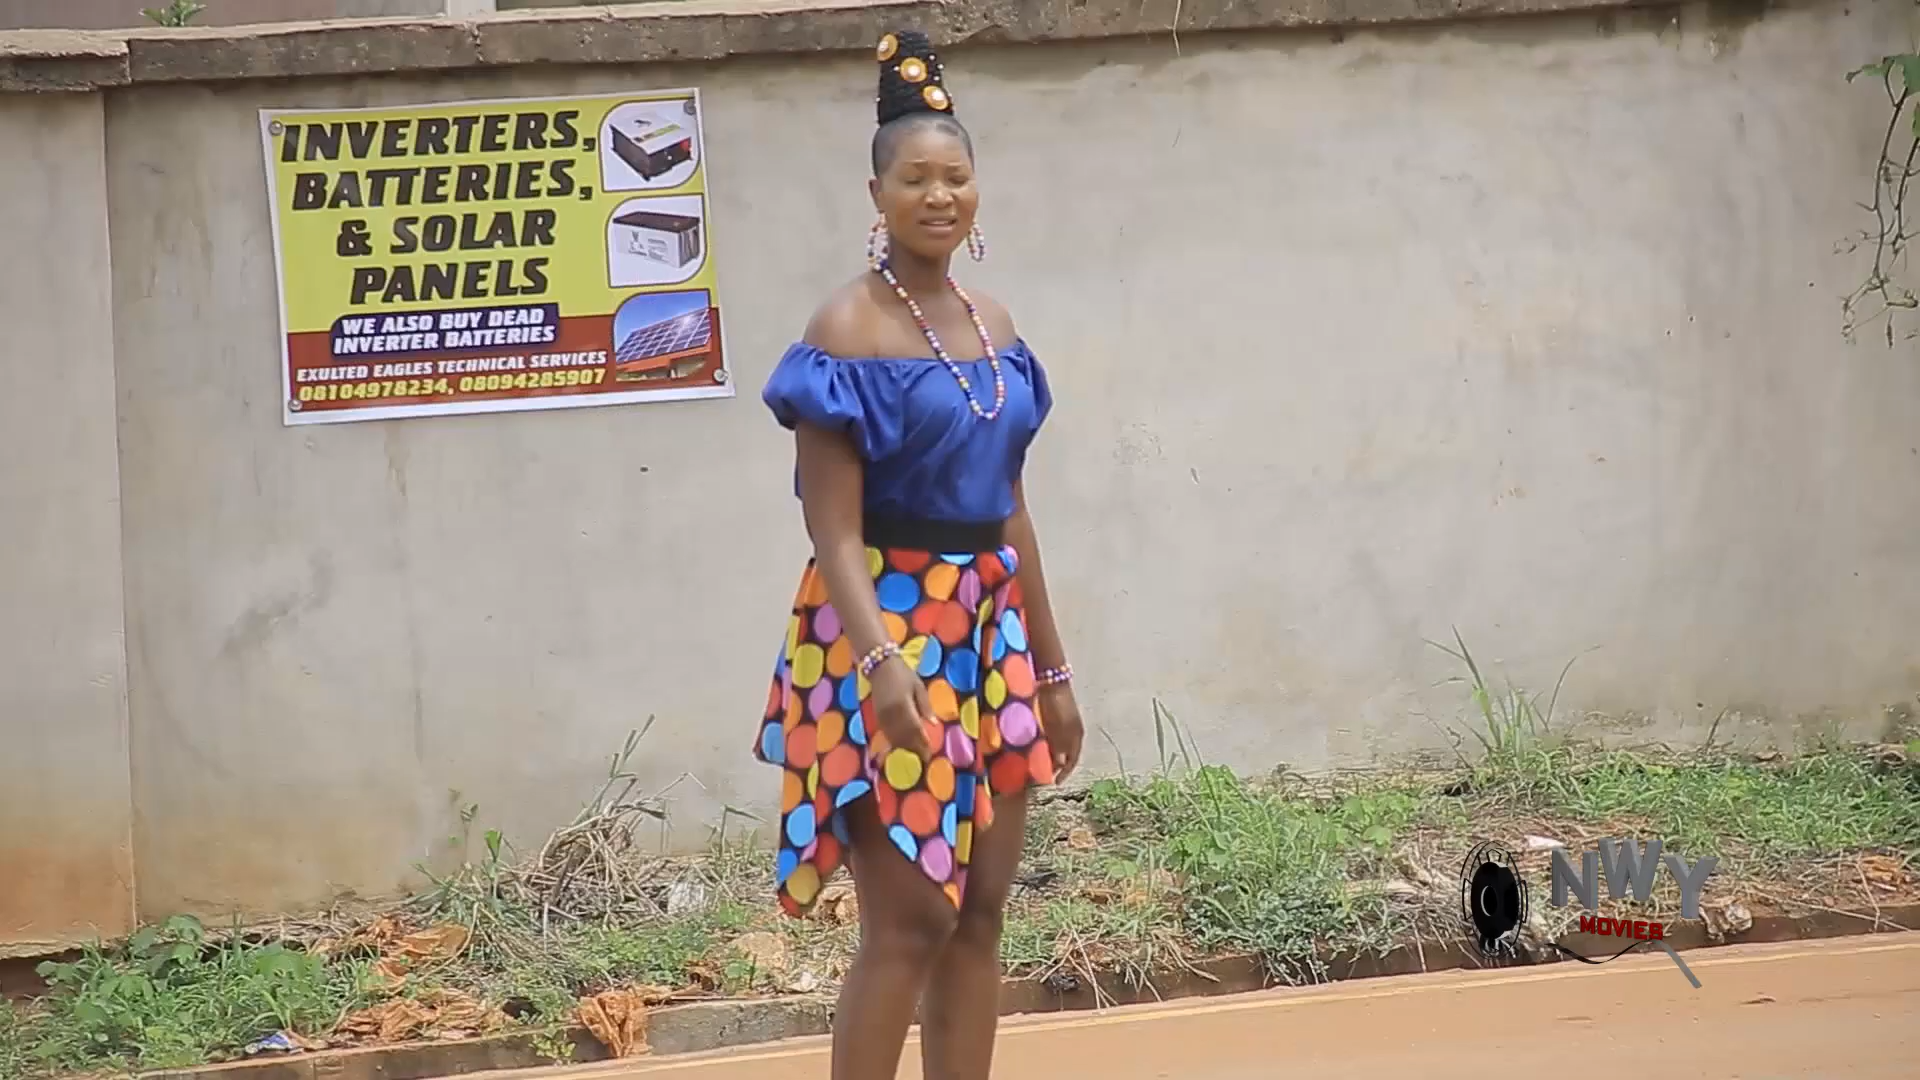 INVERTERS,
BATTERIES,
& SOLAR
PANELS
WE ALSO BUY DEAD
INVERTER BATTERIES
EXULTED EAGLES TECHNICAL SERVICES
08104978234, 08094285907
NWY
MOVIES